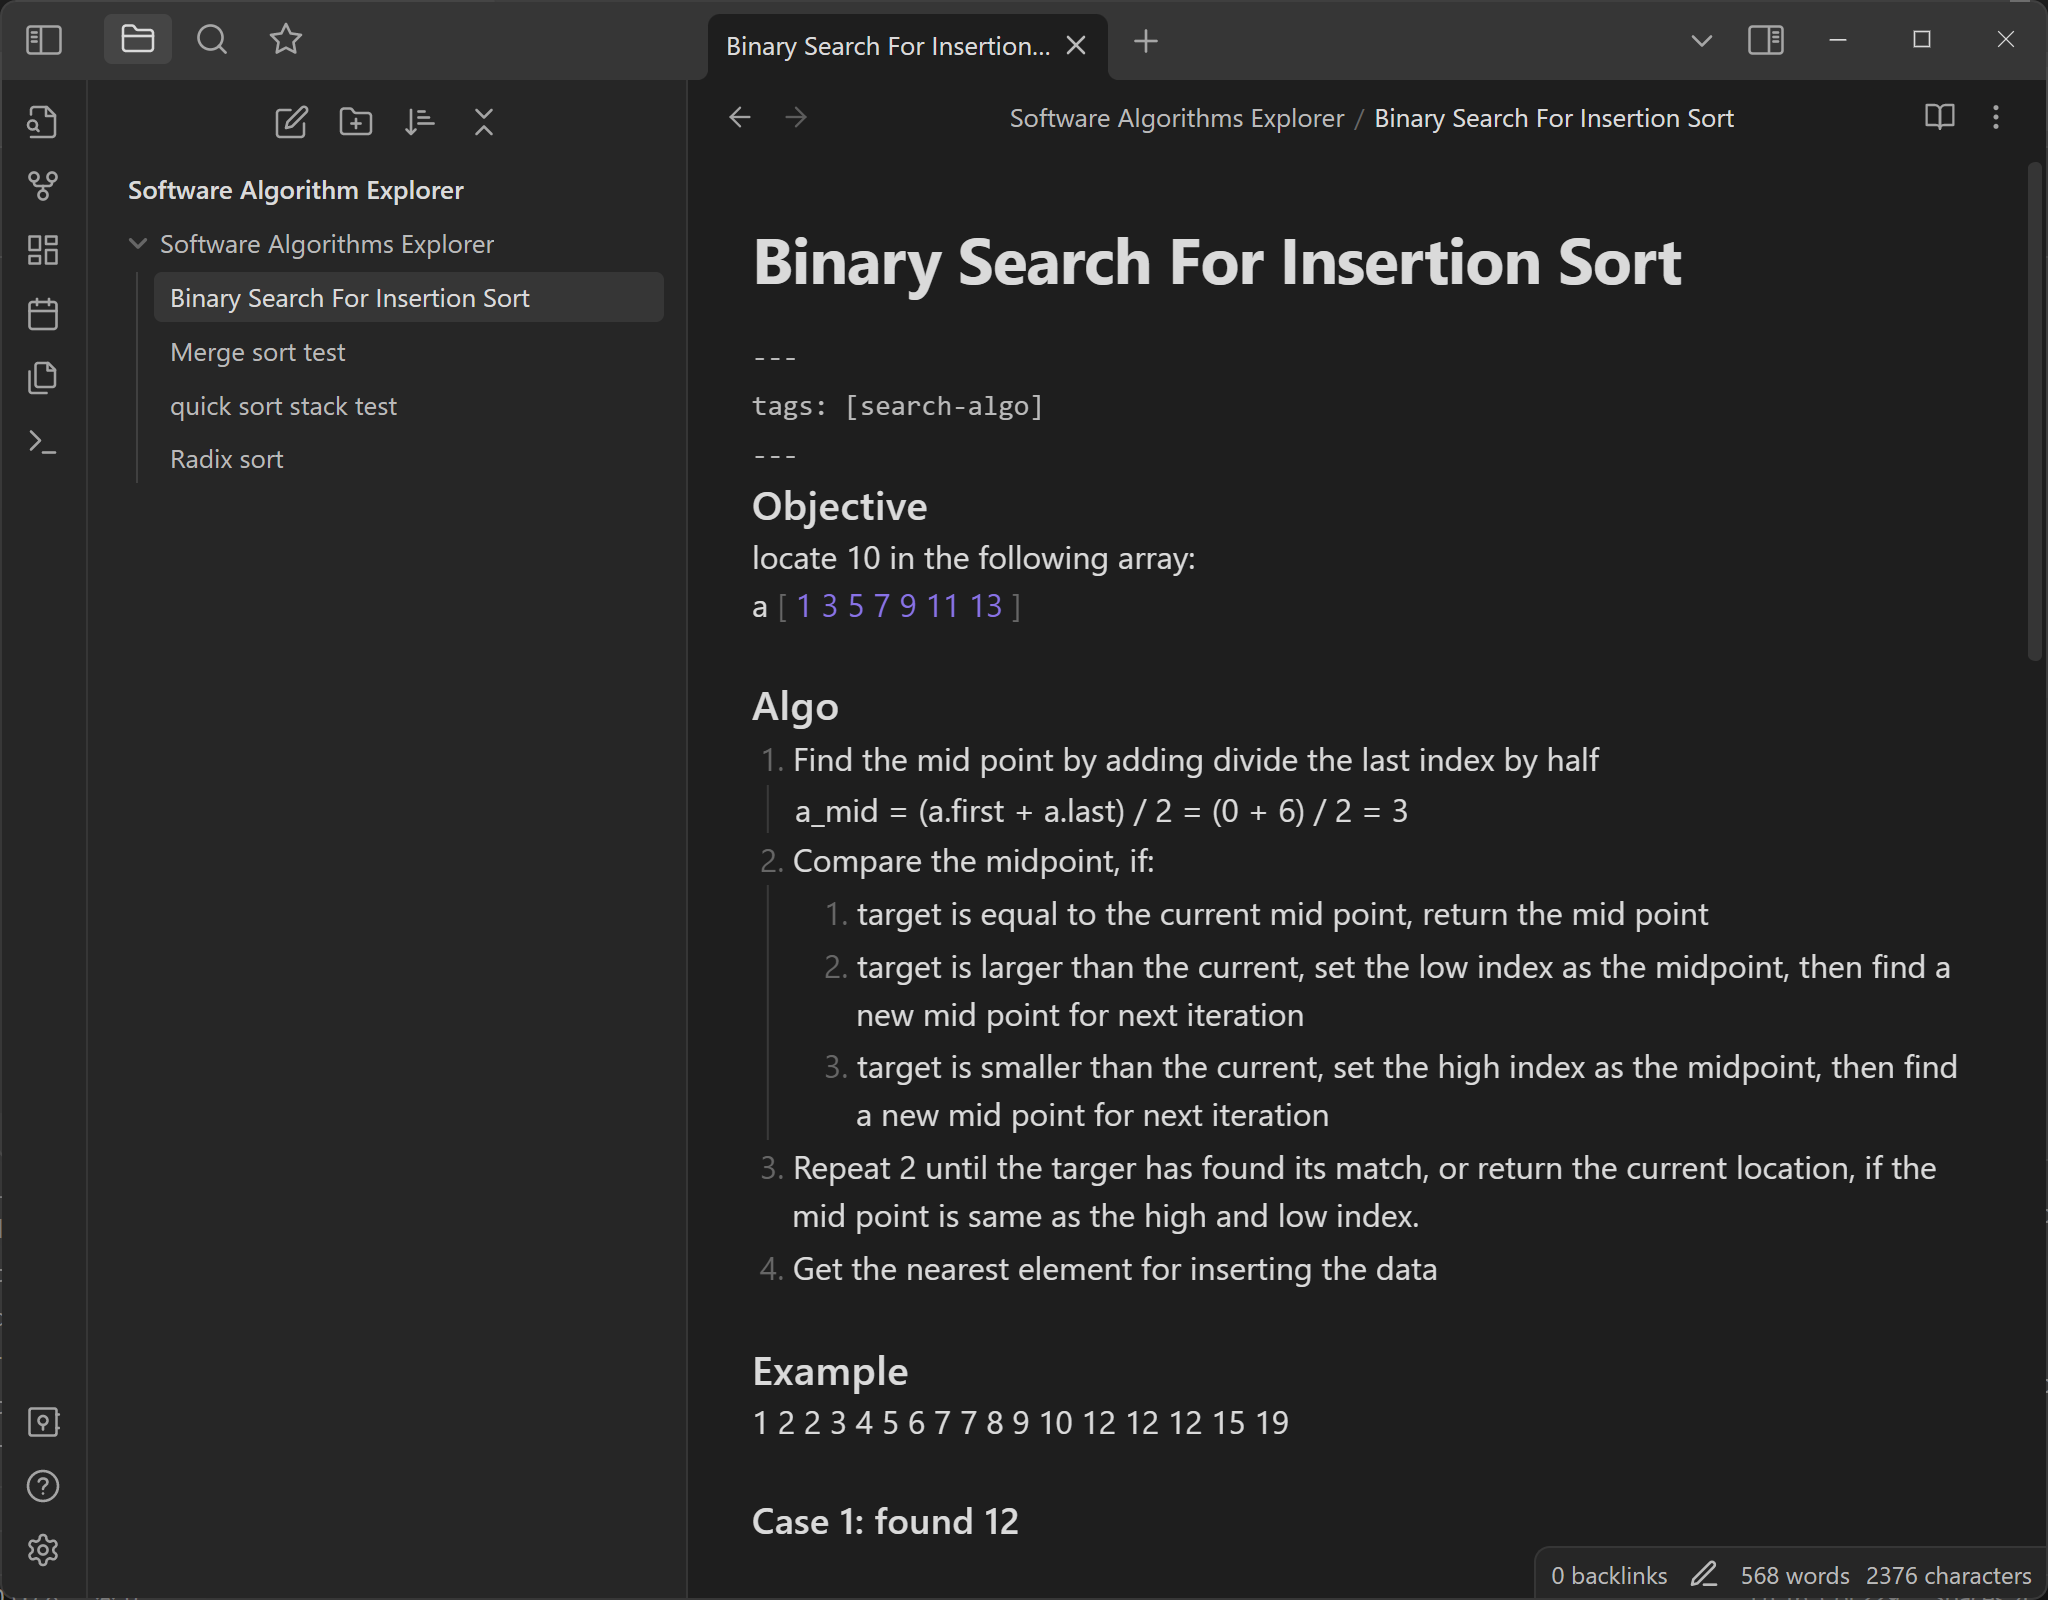 Binary Search For Insertion...
Software Algorithms Explorer / Binary Search For Insertion Sort
Software Algorithm Explorer
Software Algorithms Explorer
Binary Search For Insertion Sort
Merge sort test
quick sort stack test
Radix sort
Binary Search For Insertion Sort
---
tags: [search-algo]
---
Objective
locate 10 in the following array:
a [ 1 3 5 7 9 11 13 ]
Algo
1. Find the mid point by adding divide the last index by half
a_mid = (a.first + a.last) / 2 = (0 + 6) / 2 = 3
2. Compare the midpoint, if:
1. target is equal to the current mid point, return the mid point
2. target is larger than the current, set the low index as the midpoint, then find a
new mid point for next iteration
3. target is smaller than the current, set the high index as the midpoint, then find
a new mid point for next iteration
3. Repeat 2 until the targer has found its match, or return the current location, if the
mid point is same as the high and low index.
4. Get the nearest element for inserting the data
Example
1 2 2 3 4 5 6 7 7 8 9 10 12 12 12 15 19
Case 1: found 12
0 backlinks 568 words 2376 characters